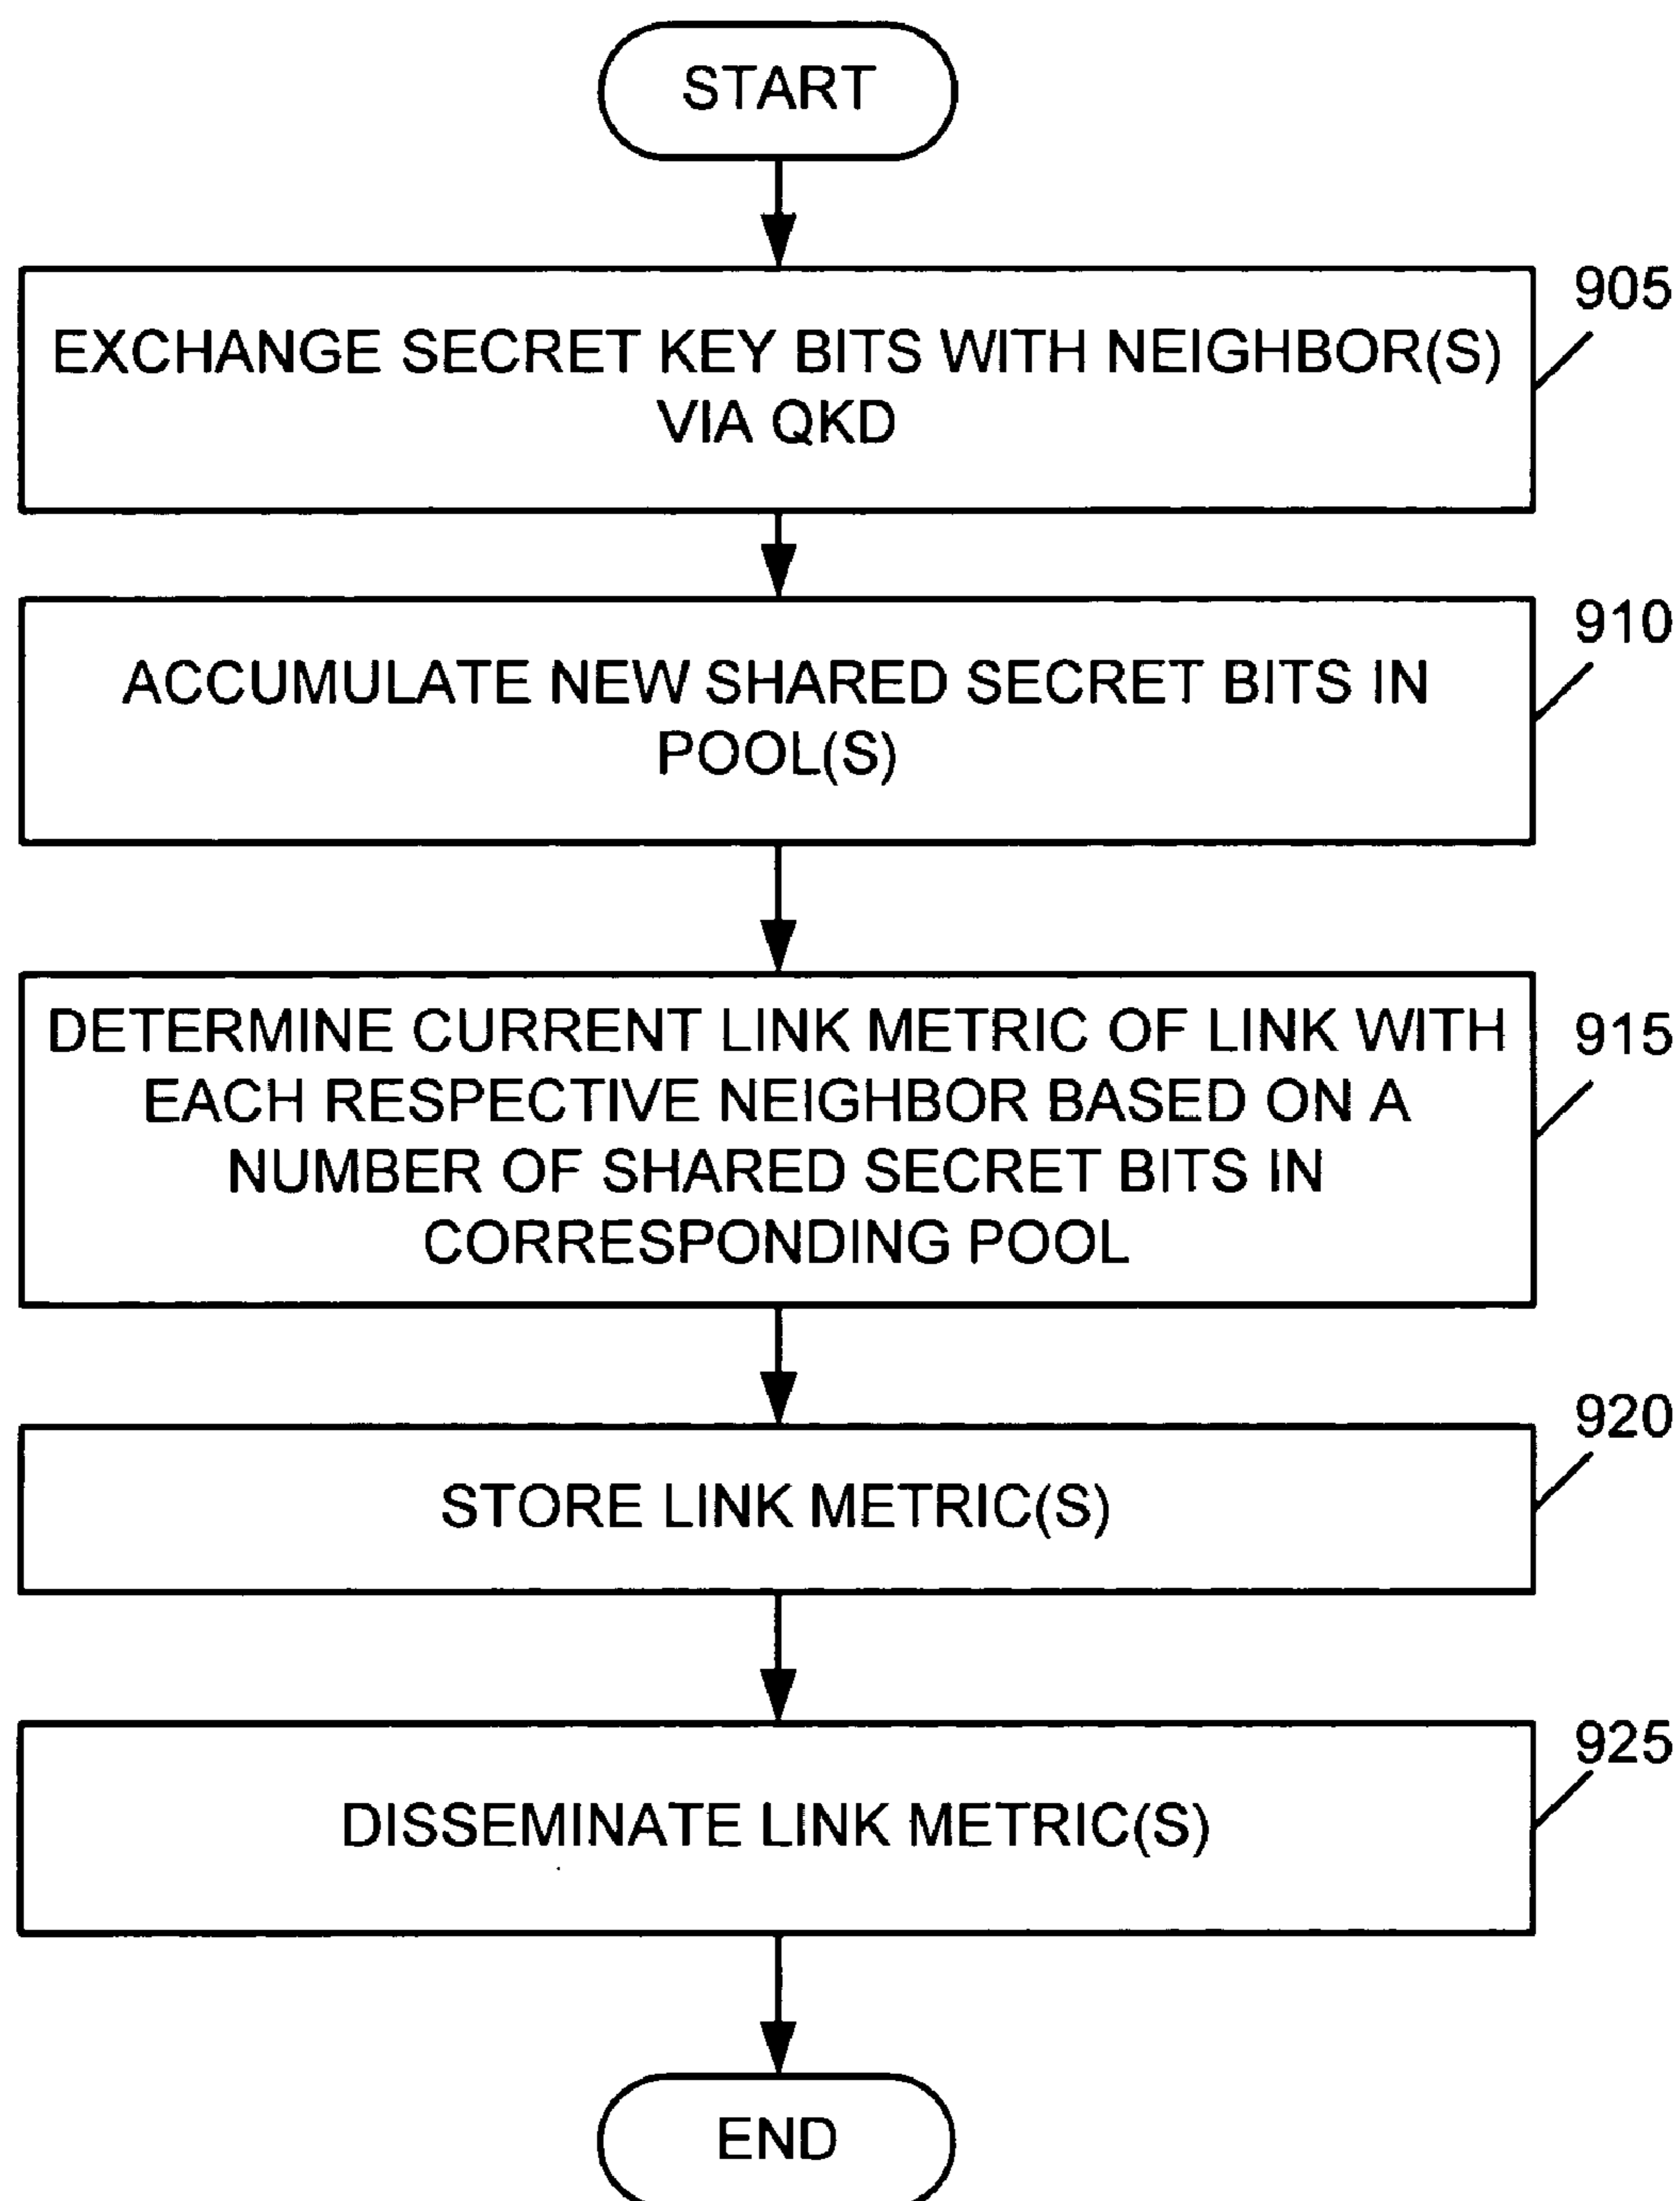 START
905
EXCHANGE SECRET KEY BITS WITH NEIGHBOR(S)
VIA QKD
910
ACCUMULATE NEW SHARED SECRET BITS IN
POOL(S)
915
DETERMINE CURRENT LINK METRIC OF LINK WITH
EACH RESPECTIVE NEIGHBOR BASED ON A
NUMBER OF SHARED SECRET BITS IN
CORRESPONDING POOL
920
STORE LINK METRIC(S)
925
DISSEMINATE LINK METRIC(S)
END